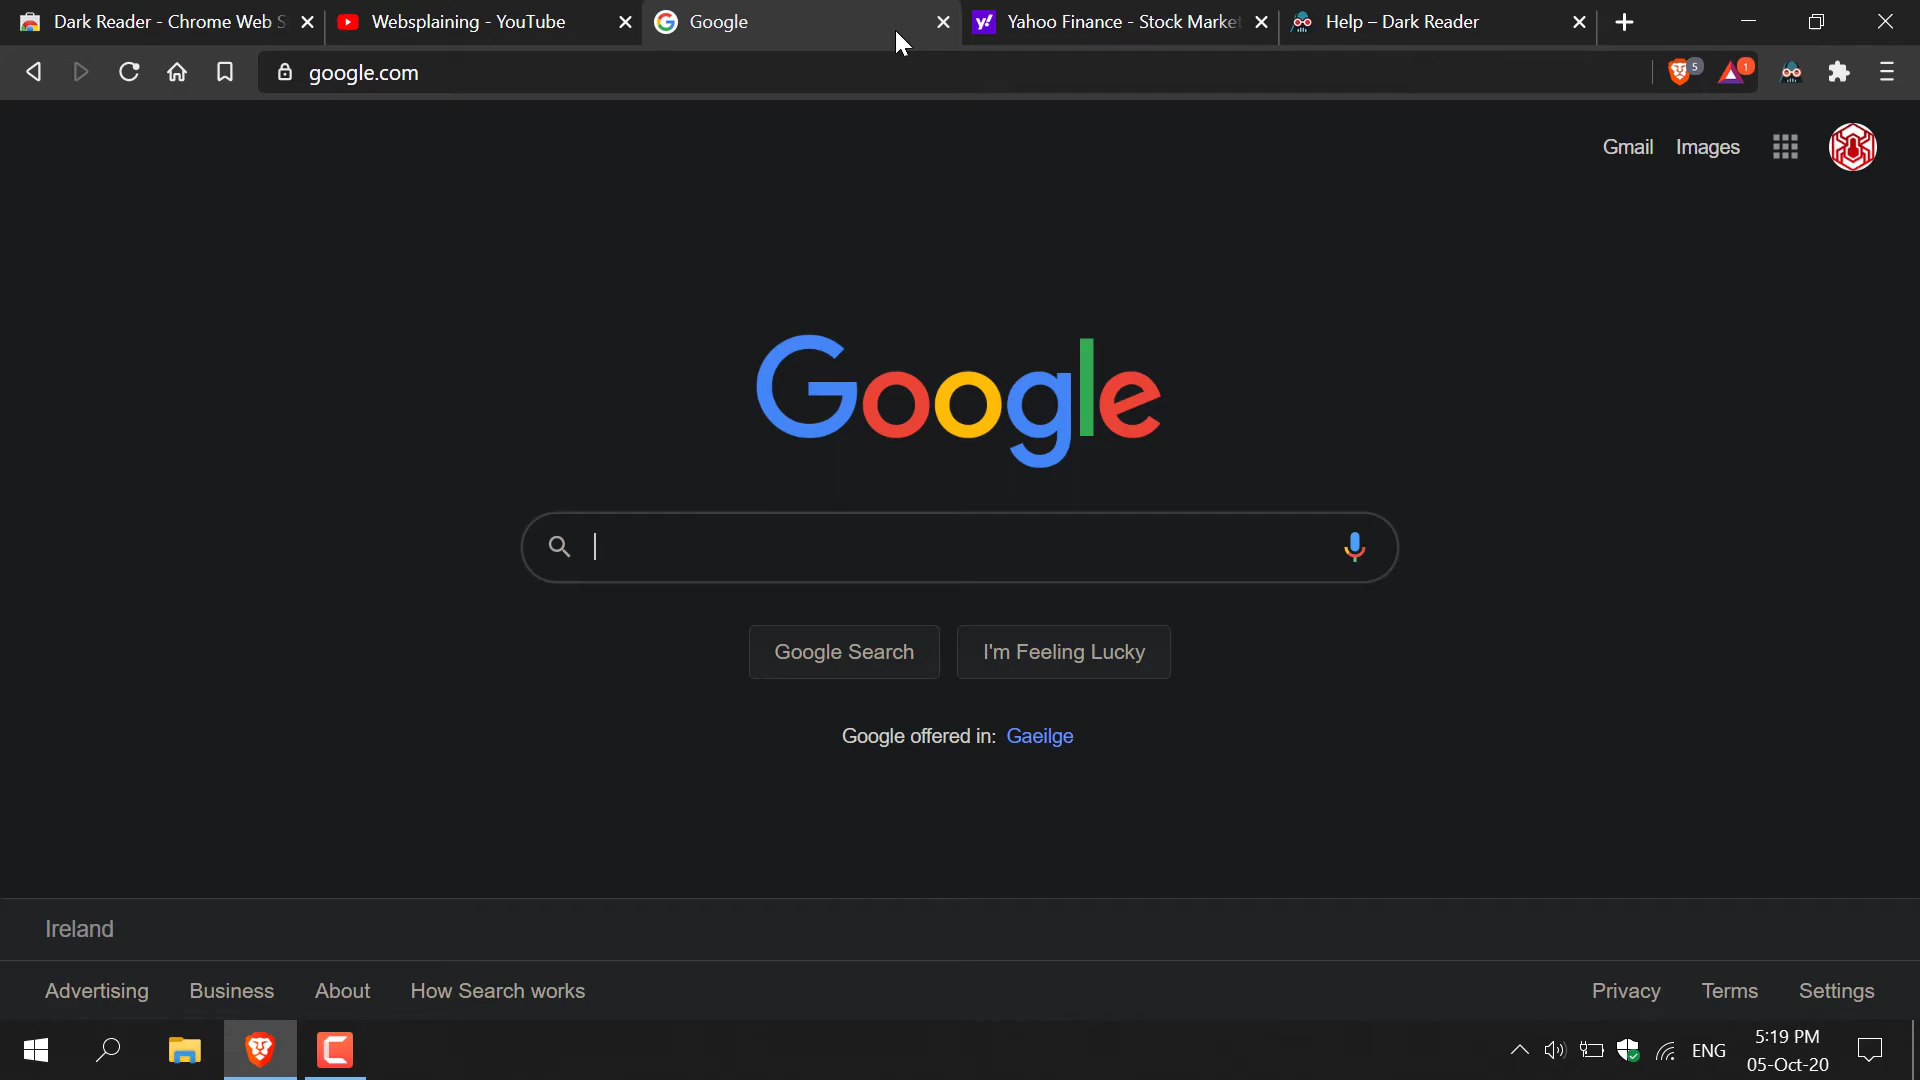 Dark Reader - Chrome Web S
Websplaining - YouTube
Google
Yahoo Finance - Stock Market
Help – Dark Reader
google.com
5
1
Gmail
Images
Google
Google Search
I'm Feeling Lucky
Google offered in: Gaeilge
Ireland
Advertising
Business
About
How Search works
Privacy
Terms
Settings
ENG
5:19 PM
05-Oct-20